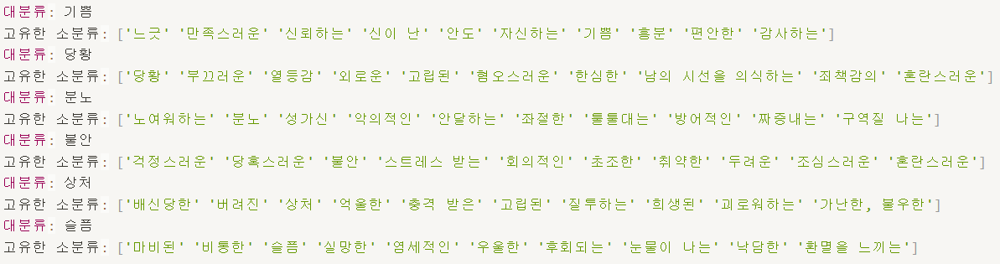 대분류: 기쁨
고유한 소분류: ['느긋' '만족스러운' '신뢰하는' '신이 난' '안도' '자신하는' '기쁨' '흥분' '편안한' '감사하는']
대분류: 당황
고유한 소분류: ['당황' '부끄러운' '열등감' '외로운' '고립된' '혐오스러운' '한심한' '남의 시선을 의식하는' '죄책감의' '혼란스러운']
대분류: 분노
고유한 소분류: ['노여워하는' '분노' '성가신' '악의적인' '안달하는' '좌절한' '툴툴대는' '방어적인' '짜증내는' '구역질 나는']
대분류: 불안
고유한 소분류: ['걱정스러운' '당혹스러운' '불안' '스트레스 받는' '회의적인' '초조한' '취약한' '두려운' '조심스러운' '혼란스러운']
대분류: 상처
고유한 소분류: ['배신당한' '버려진' '상처' '억울한' '충격 받은' '고립된' '질투하는' '희생된' '괴로워하는' '가난한, 불우한']
대분류: 슬픔
고유한 소분류: ['마비된' '비통한' '슬픔' '실망한' '염세적인' '우울한' '후회되는' '눈물이 나는' '낙담한' '환멸을 느끼는']